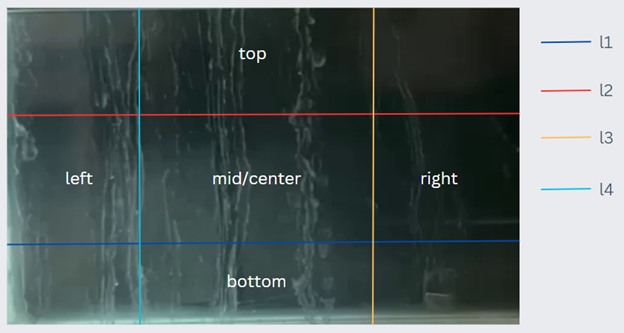 top
l1
l2
l3
left
mid/center
right
l4
bottom